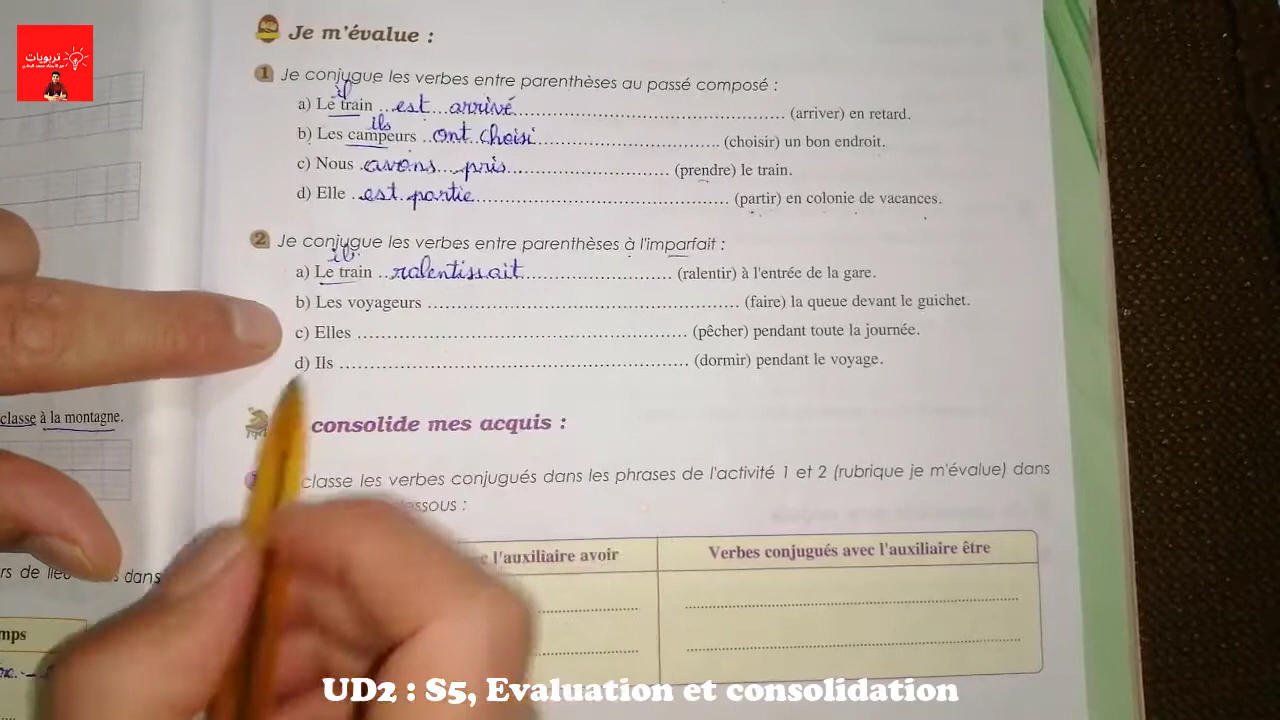 تربويات
Je m'évalue :
1 Je conjugue les verbes entre parenthèses au passé composé :
il
a) Le train ...est...arrivé................ (arriver) en retard.
ils
b) Les campeurs ..ont choisi................ (choisir) un bon endroit.
c) Nous .avons....pris................ (prendre) le train.
d) Elle ..est.partie................ (partir) en colonie de vacances.
2 Je conjugue les verbes entre parenthèses à l'imparfait :
il
a) Le train ..ralentissait................ (ralentir) à l'entrée de la gare.
b) Les voyageurs ................ (faire) la queue devant le guichet.
c) Elles ................ (pêcher) pendant toute la journée.
d) Ils ................ (dormir) pendant le voyage.
classe à la montagne.
consolide mes acquis :
classe les verbes conjugués dans les phrases de l'activité 1 et 2 (rubrique je m'évalue) dans
dessous :
l'auxiliaire avoir
Verbes conjugués avec l'auxiliaire être
rs de lieu
dans
mps
UD2 : S5, Evaluation et consolidation